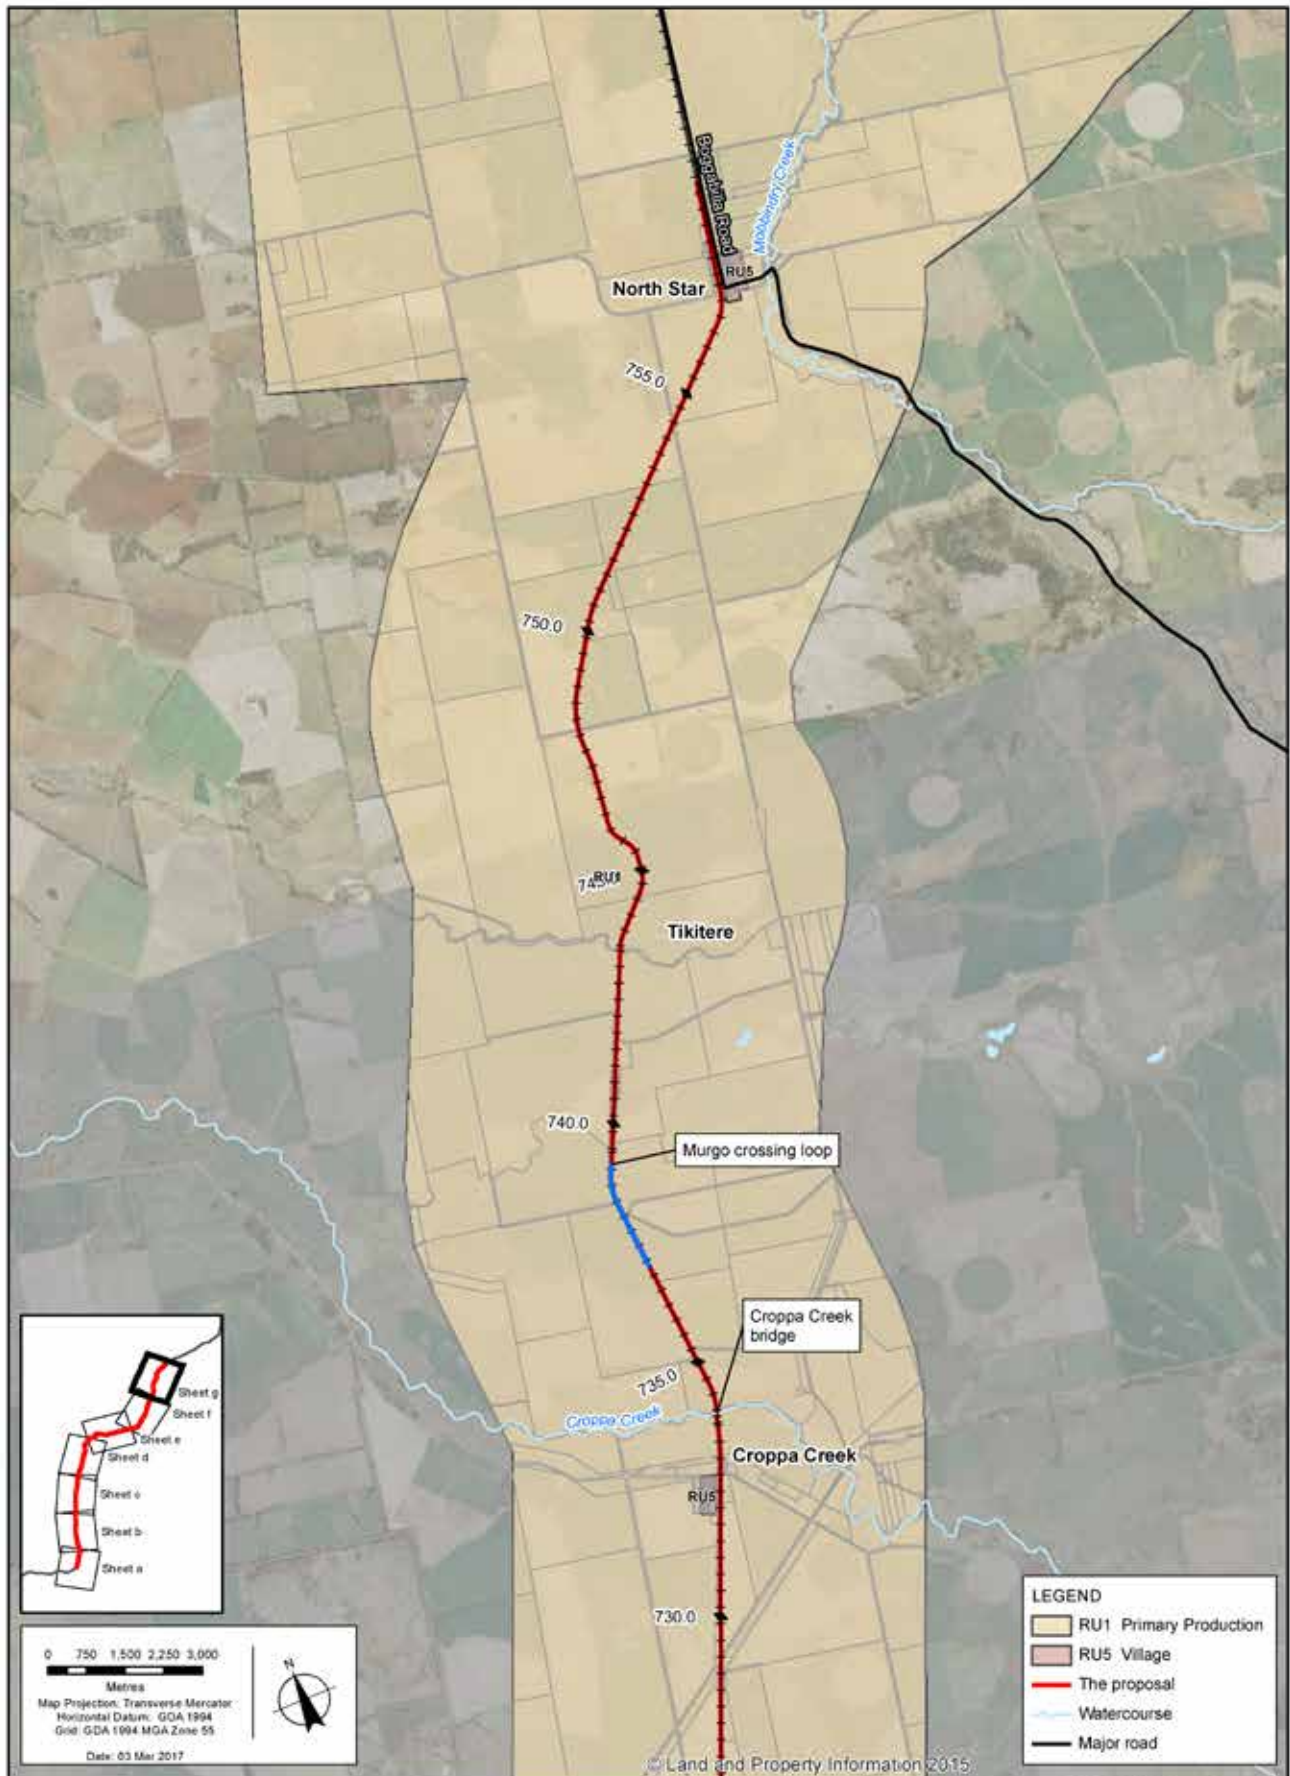 Boggabilla Road
Mobbindry Creek
RU5
North Star
755.0
750.0
RU1
Tikitere
740.0
Murgo crossing loop
Croppa Creek
bridge
735.0
Croppa Creek
Croppa Creek
RU5
730.0
Sheet g
Sheet f
Sheet e
Sheet d
Sheet c
Sheet b
Sheet a
0 750 1,500 2,250 3,000
Metres
Map Projection: Transverse Mercator
Horizontal Datum: GDA 1994
Grid: GDA 1994 MGA Zone 55
Date: 03 Mar 2017
N
LEGEND
RU1 Primary Production
RU5 Village
The proposal
Watercourse
Major road
© Land and Property Information 2015